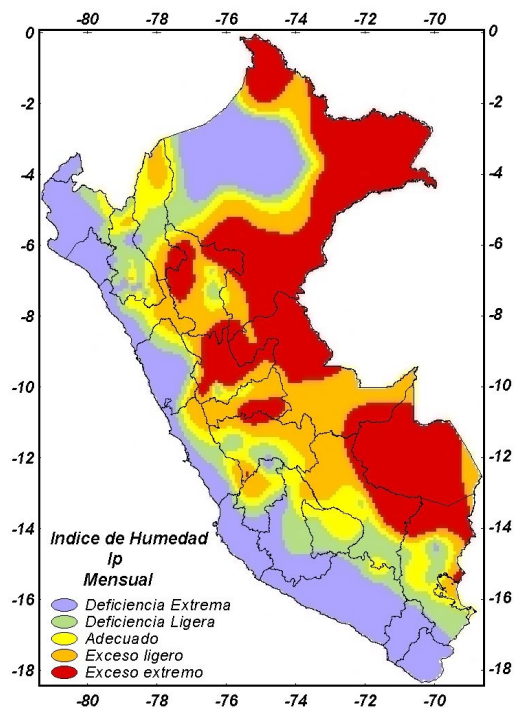 -80 -78 -76 -74 -72 -70
0 0
-2 -2
-4 -4
-6 -6
-8 -8
-10 -10
-12 -12
-14 -14
-16 -16
-18 -18
Indice de Humedad
Ip
Mensual
Deficiencia Extrema
Deficiencia Ligera
Adecuado
Exceso ligero
Exceso extremo
-80 -78 -76 -74 -72 -70